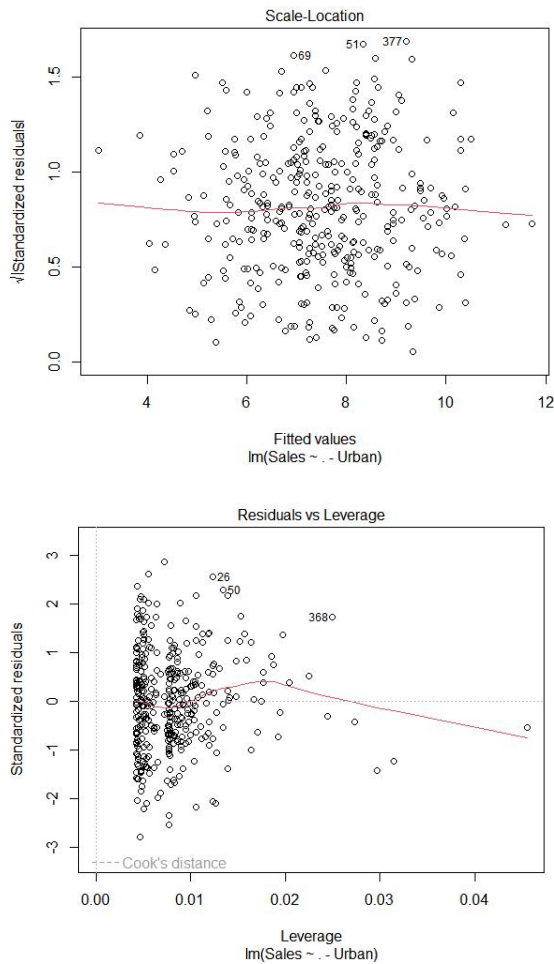 Scale-Location
377
51
69
1.5
1.0
0.5
0.0
√|Standardized residuals|
4 6 8 10 12
Fitted values
lm(Sales ~ . - Urban)
Residuals vs Leverage
3
2
1
0
-1
-2
-3
Standardized residuals
26
50
368
Cook's distance
0.00 0.01 0.02 0.03 0.04
Leverage
lm(Sales ~ . - Urban)